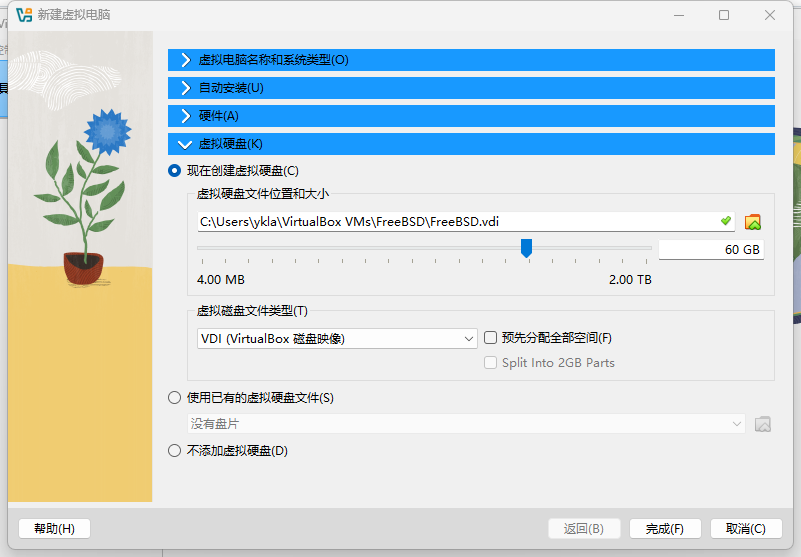 新建虚拟电脑
虚拟电脑名称和系统类型(O)
自动安装(U)
硬件(A)
虚拟硬盘(K)
现在创建虚拟硬盘(C)
虚拟硬盘文件位置和大小
C:\Users\ykla\VirtualBox VMs\FreeBSD\FreeBSD.vdi
60 GB
4.00 MB 2.00 TB
虚拟磁盘文件类型(T)
VDI (VirtualBox 磁盘映像) 预先分配全部空间(F)
Split Into 2GB Parts
使用已有的虚拟硬盘文件(S)
没有盘片
不添加虚拟硬盘(D)
帮助(H) 返回(B) 完成(F) 取消(C)